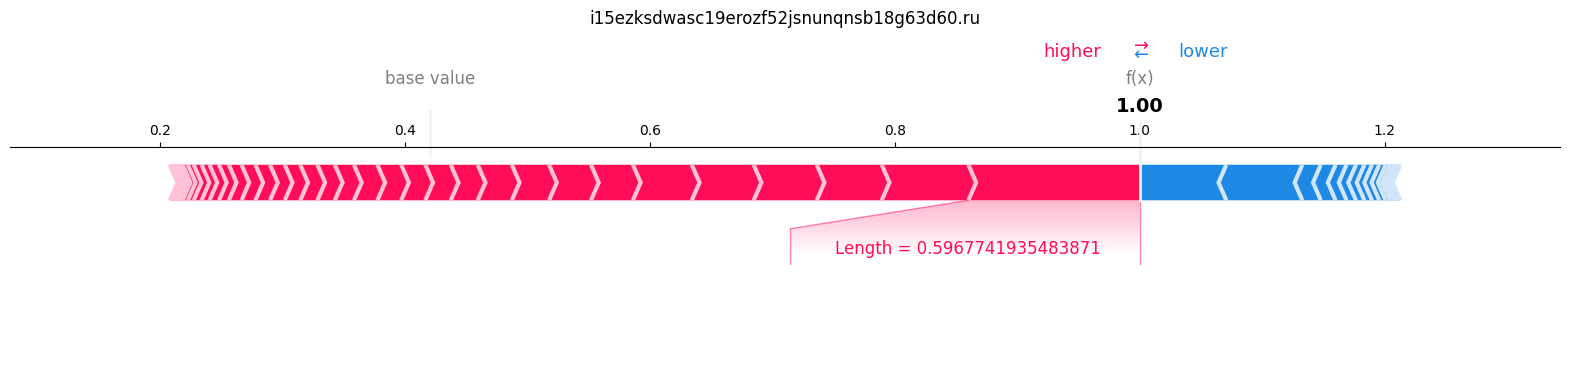 i15ezksdwasc19erozf52jsnunqnsb18g63d60.ru
higher ⇄ lower
base value f(x)
1.00
0.2 0.4 0.6 0.8 1.0 1.2
Length = 0.5967741935483871